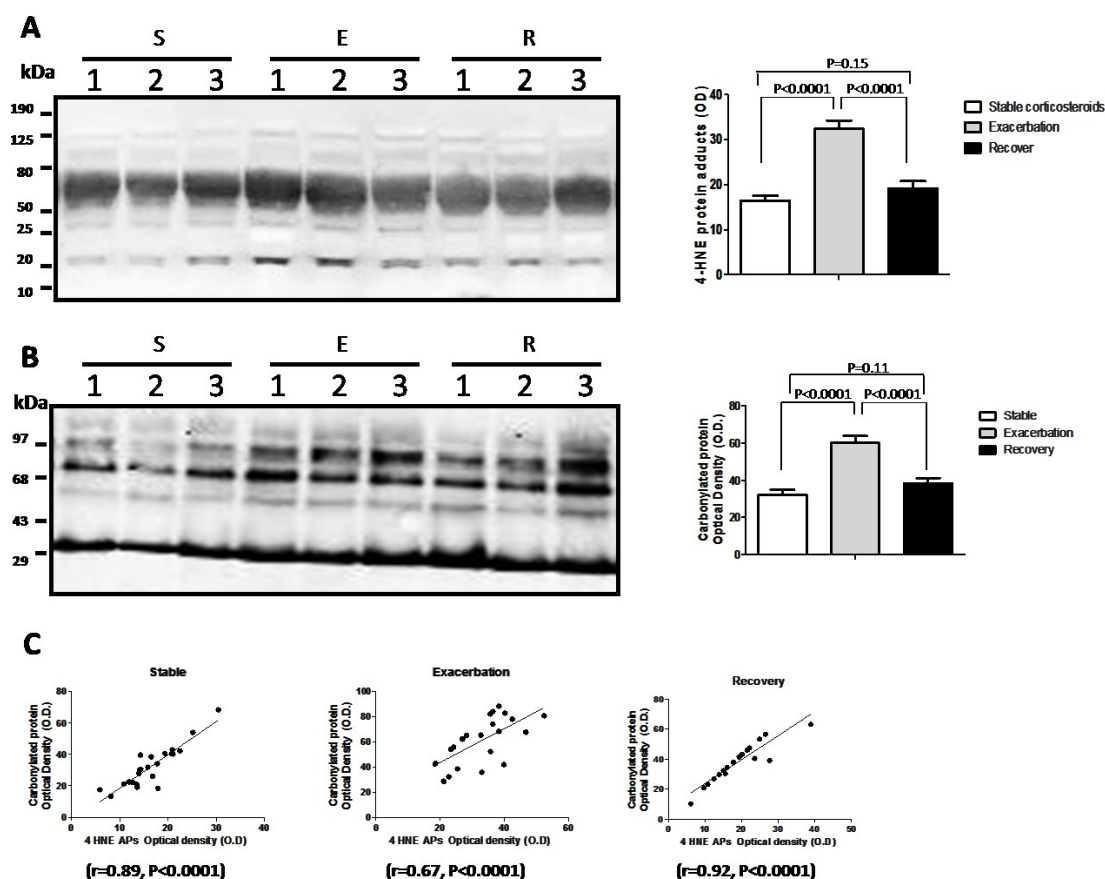 A
S E R
kDa
1 2 3 1 2 3 1 2 3
190
125
80
50
25
20
10
P=0.15
P<0.0001 P<0.0001
4-HNE protein adducts (OD)
40
30
20
10
0
Stable corticosteroids
Exacerbation
Recover
B
S E R
kDa
1 2 3 1 2 3 1 2 3
97
68
43
29
P=0.11
P<0.0001 P<0.0001
Carbonylated protein
Optical Density (O.D.)
80
60
40
20
0
Stable
Exacerbation
Recovery
C
Stable
Carbonylated protein
Optical Density (O.D.)
80
60
40
20
0
0 10 20 30 40
4 HNE APs Optical density (O.D)
(r=0.89, P<0.0001)
Exacerbation
Carbonylated protein
Optical Density (O.D.)
100
80
60
40
20
0
0 20 40 60
4 HNE APs Optical density (O.D)
(r=0.67, P<0.0001)
Recovery
Carbonylated protein
Optical Density (O.D.)
80
60
40
20
0
0 10 20 30 40 50
4 HNE APs Optical density (O.D)
(r=0.92, P<0.0001)